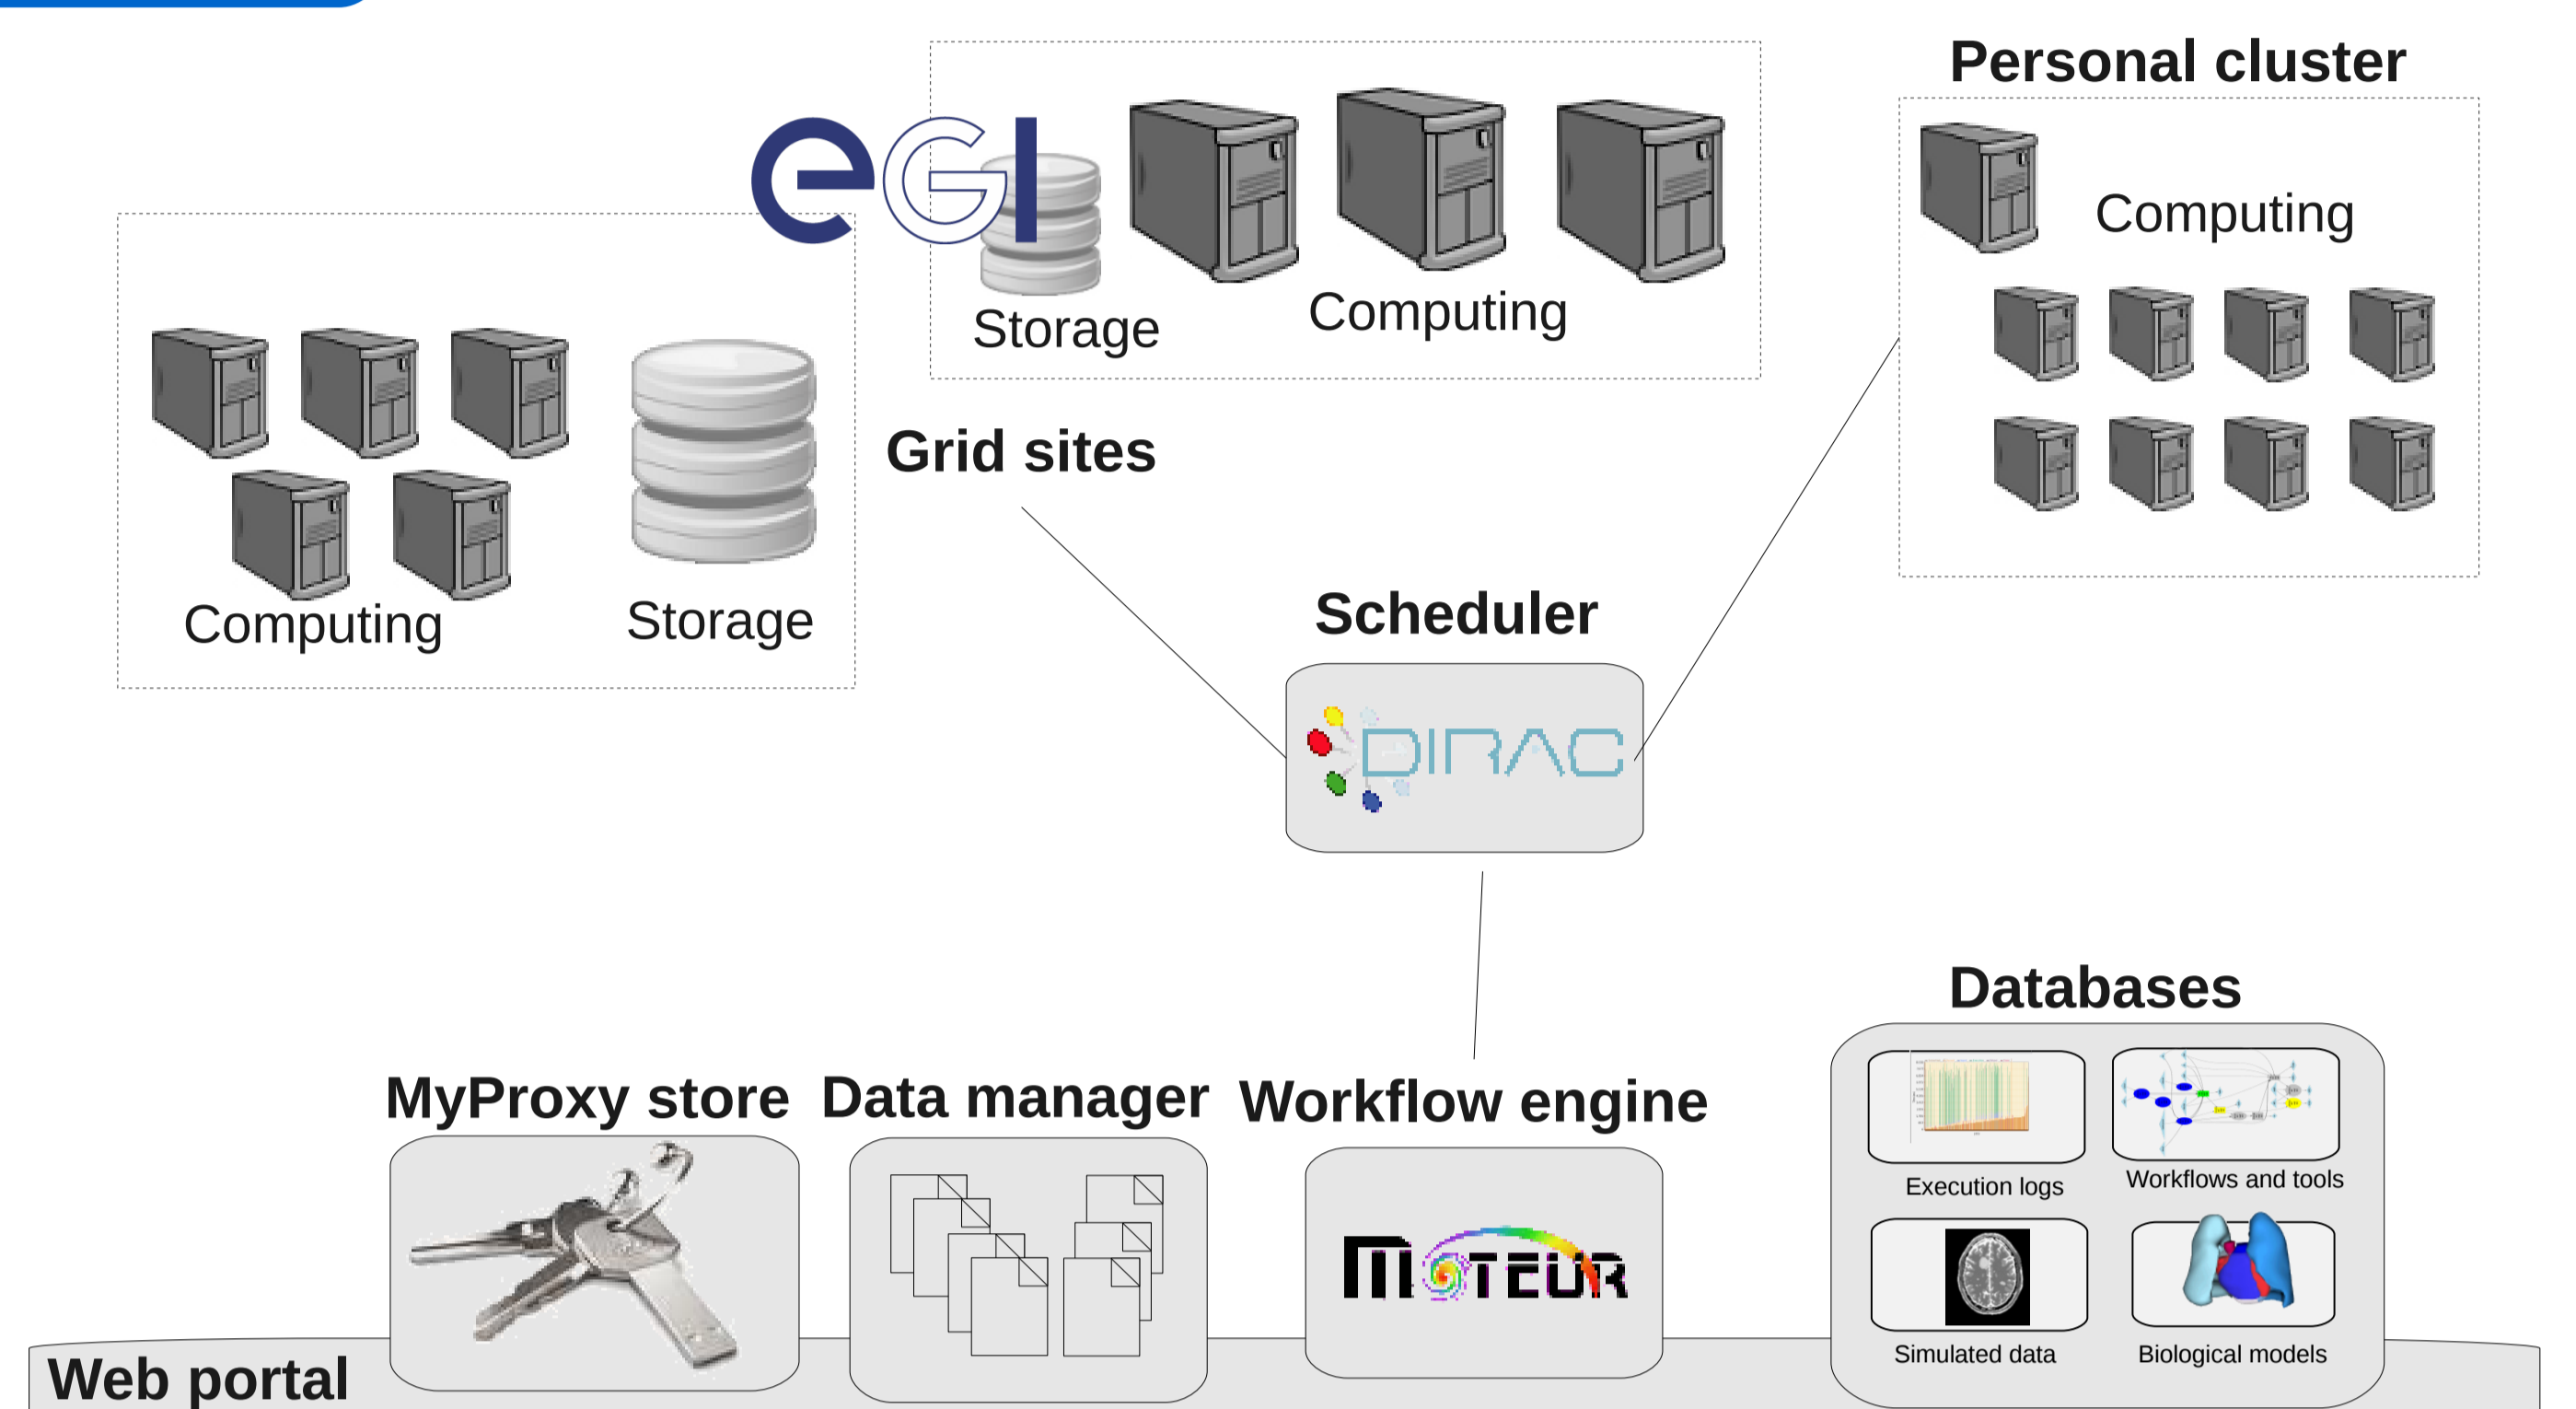 Personal cluster
eGI
Computing
Storage
Computing
Computing
Storage
Grid sites
Scheduler
DIRAC
Databases
MyProxy store
Data manager
Workflow engine
Execution logs
Workflows and tools
MOTEUR
Simulated data
Biological models
Web portal